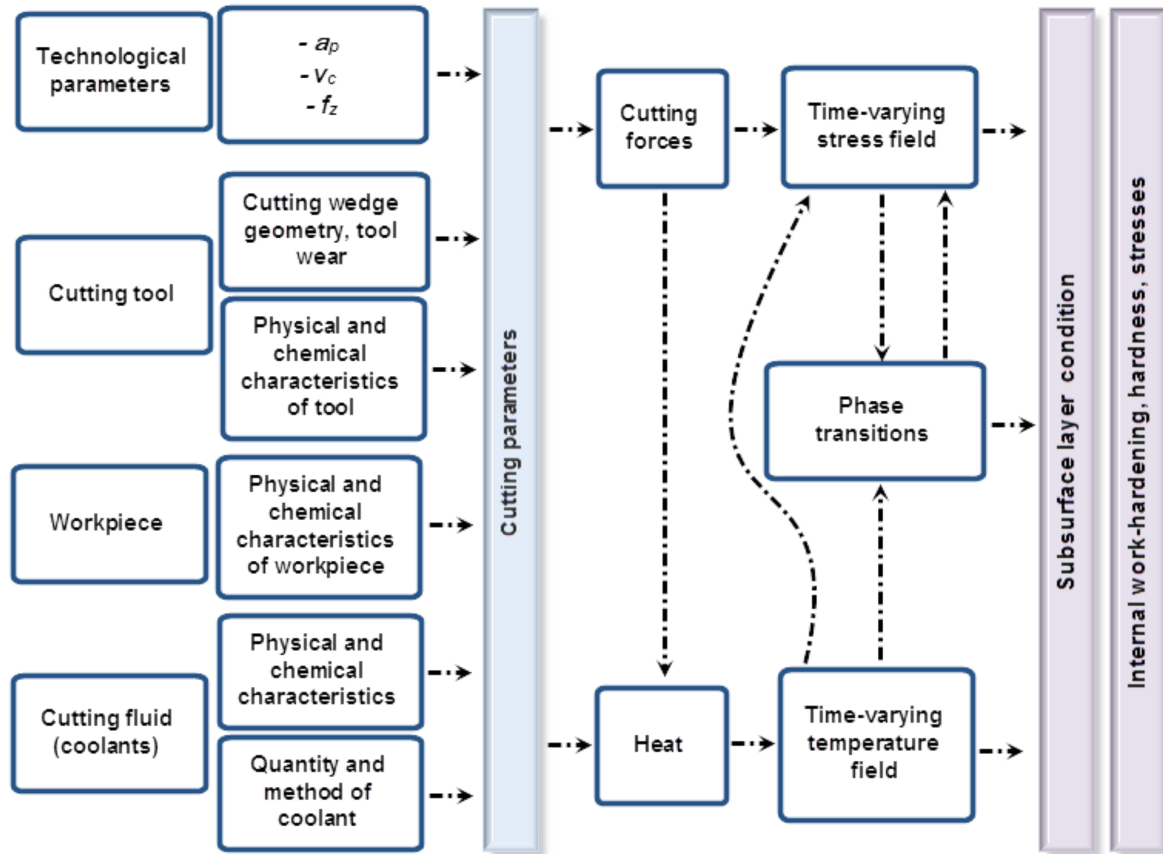 Technological
parameters
- ap
- vc
- fz
Cutting tool
Cutting wedge
geometry, tool
wear
Physical and
chemical
characteristics
of tool
Workpiece
Physical and
chemical
characteristics
of workpiece
Cutting fluid
(coolants)
Physical and
chemical
characteristics
Quantity and
method of
coolant
Cutting parameters
Cutting
forces
Time-varying
stress field
Phase
transitions
Heat
Time-varying
temperature
field
Subsurface layer condition
Internal work-hardening, hardness, stresses